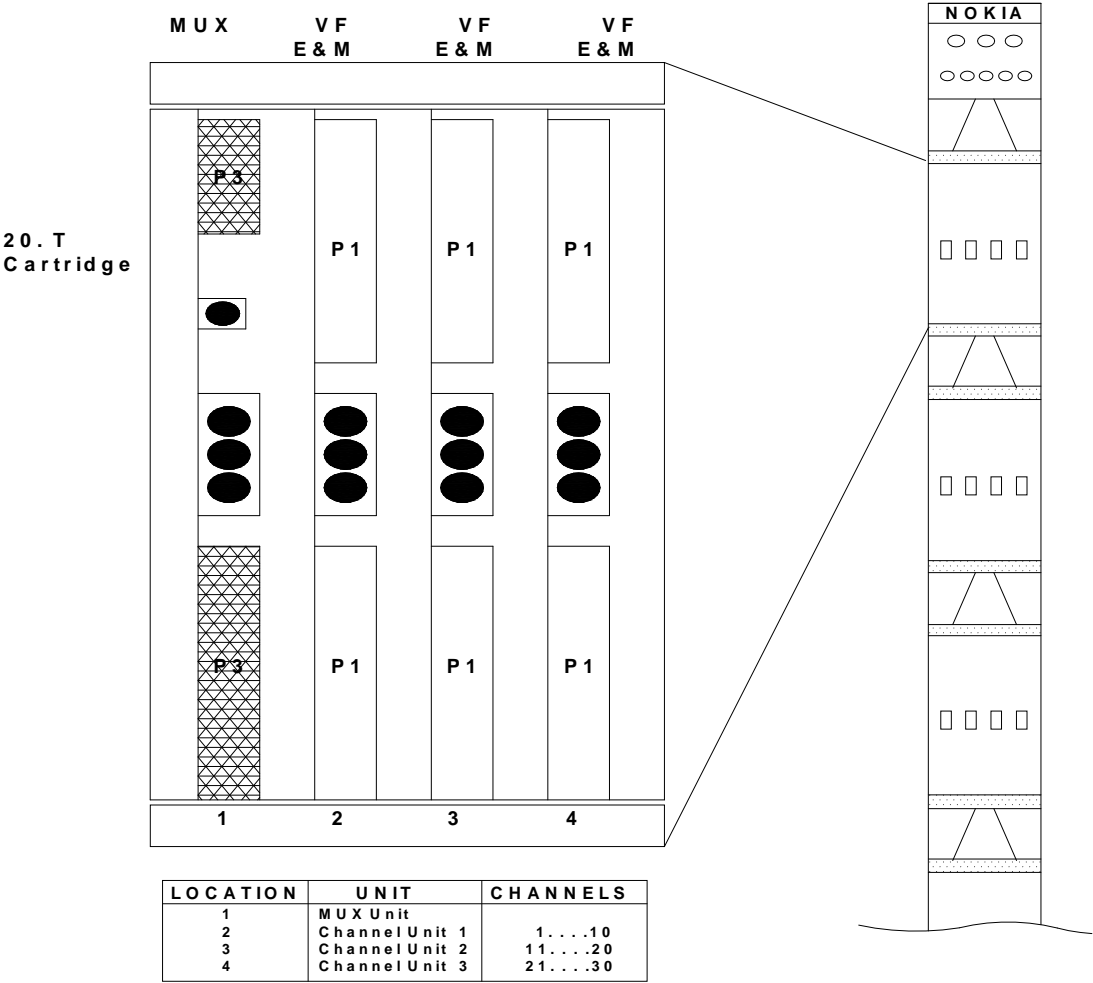 MUX VF VF VF NOKIA
E&M E&M E&M
P3
20.T
Cartridge
P1 P1 P1
P3 P1 P1 P1
1 2 3 4
LOCATION UNIT CHANNELS
1 MUX Unit
2 Channel Unit 1 1....10
3 Channel Unit 2 11....20
4 Channel Unit 3 21....30